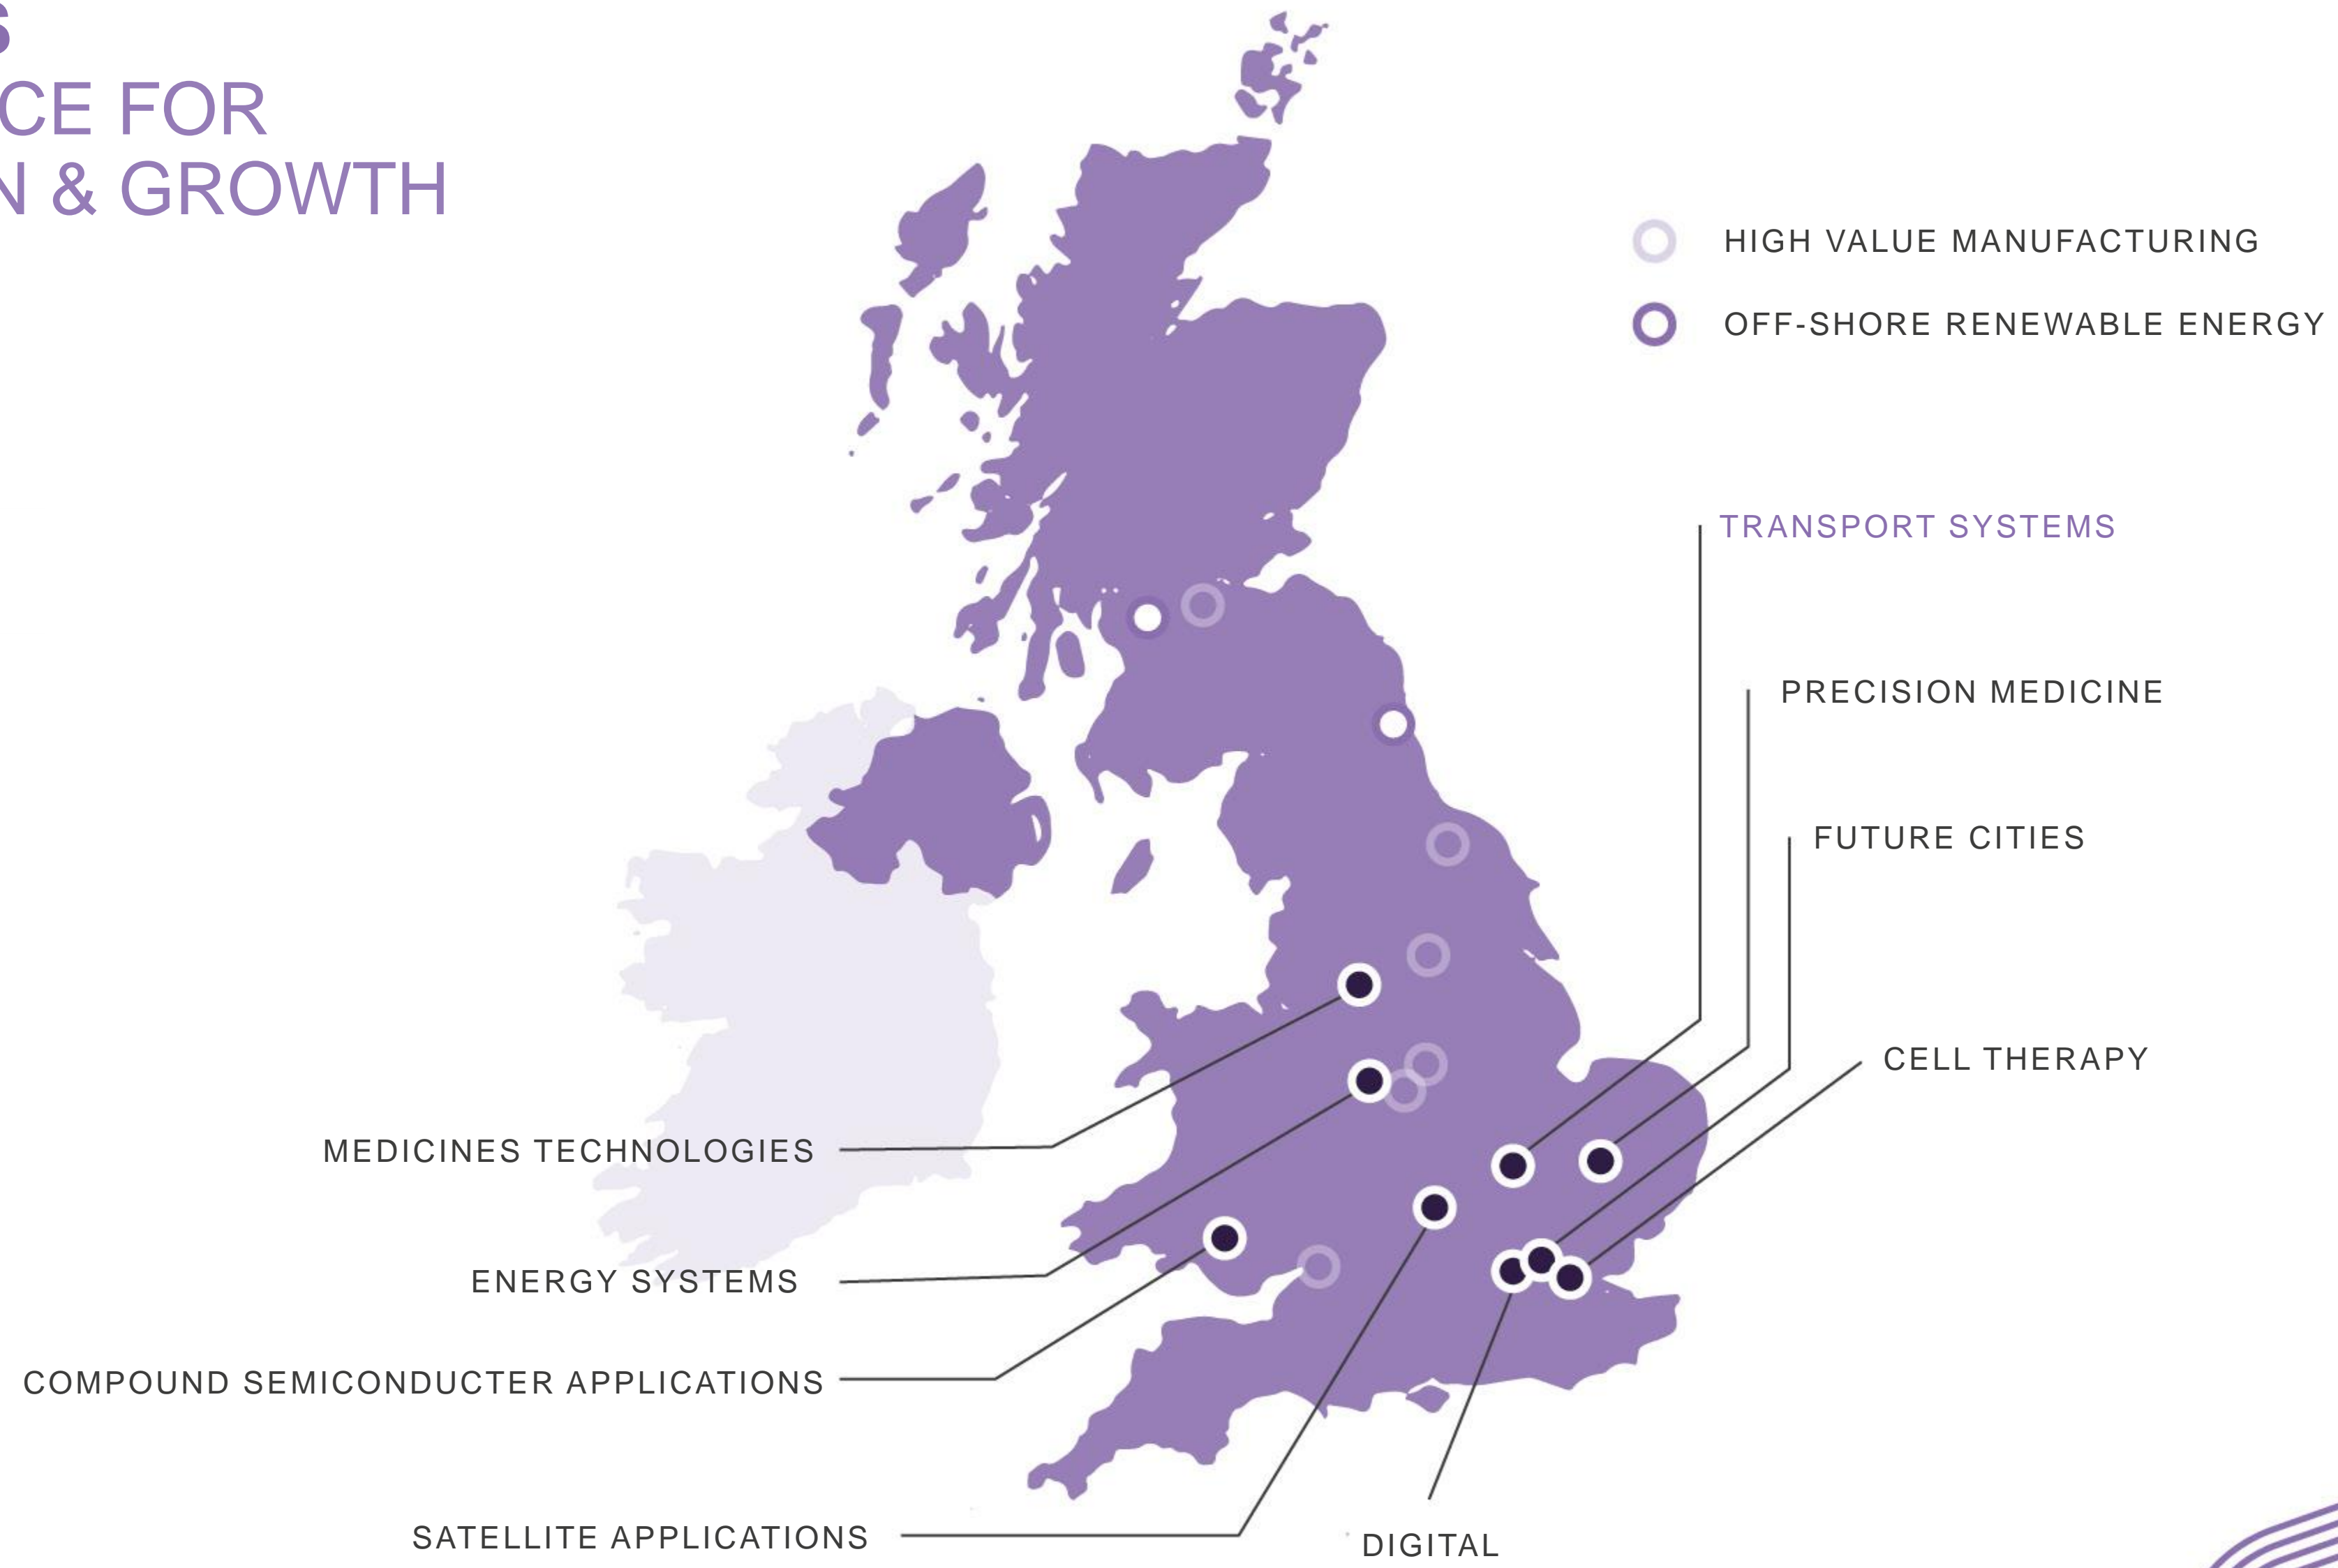 S
CE FOR
N & GROWTH
HIGH VALUE MANUFACTURING
OFF-SHORE RENEWABLE ENERGY
TRANSPORT SYSTEMS
PRECISION MEDICINE
FUTURE CITIES
CELL THERAPY
MEDICINES TECHNOLOGIES
ENERGY SYSTEMS
COMPOUND SEMICONDUCTER APPLICATIONS
SATELLITE APPLICATIONS
DIGITAL